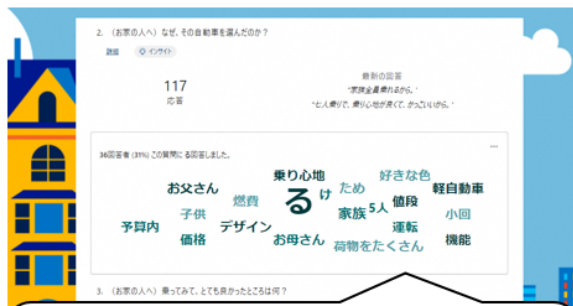 2. （お家の人へ）なぜ、その自動車を選んだのか？
詳細 インサイト
117
応答
最新の回答
"家族全員乗れるから。"
"七人乗りで、乗り心地が良くて、かっこいいから。"
36回答者 (31%) この質問に る回答しました。
乗り心地 好きな色
お父さん 燃費 る け ため 軽自動車
子供 家族 5人 値段 小回
予算内 デザイン 運転
価格 お母さん 荷物をたくさん 機能
3. （お家の人へ）乗ってみて、とても良かったところは何？